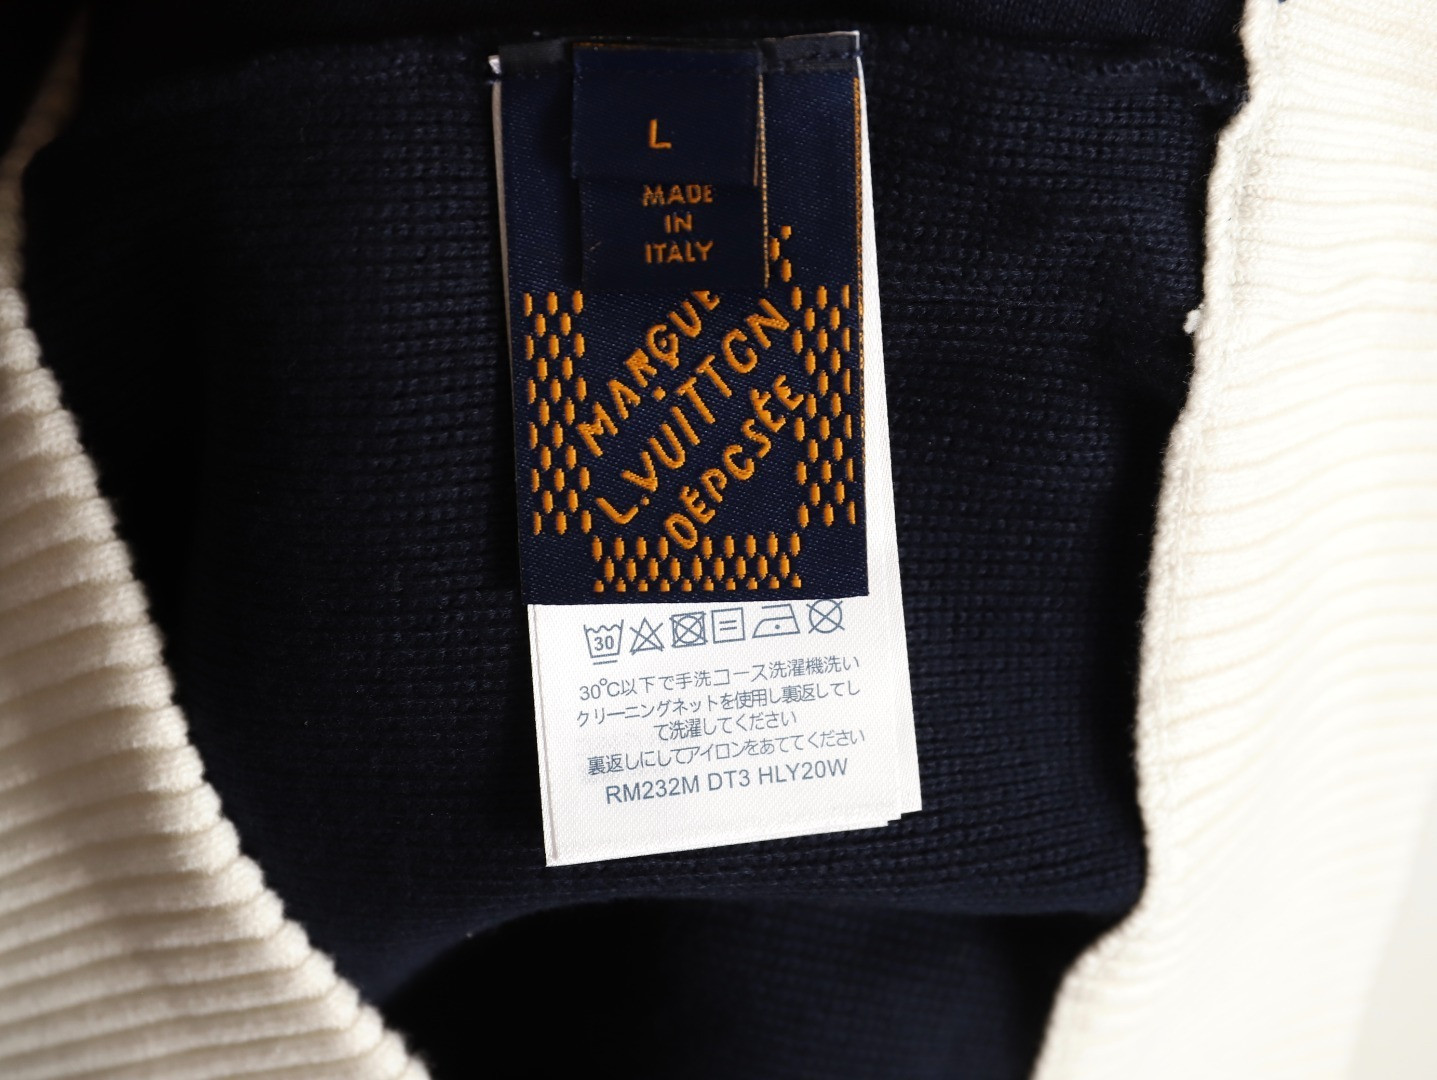 L
MADE
IN
ITALY
MARQUE
L.VUITTON
DÉPOSÉE
30
30℃以下で手洗コース洗濯機洗い
クリーニングネットを使用し裏返してし
て洗濯してください
裏返しにしてアイロンをあててください
RM232M DT3 HLY20W